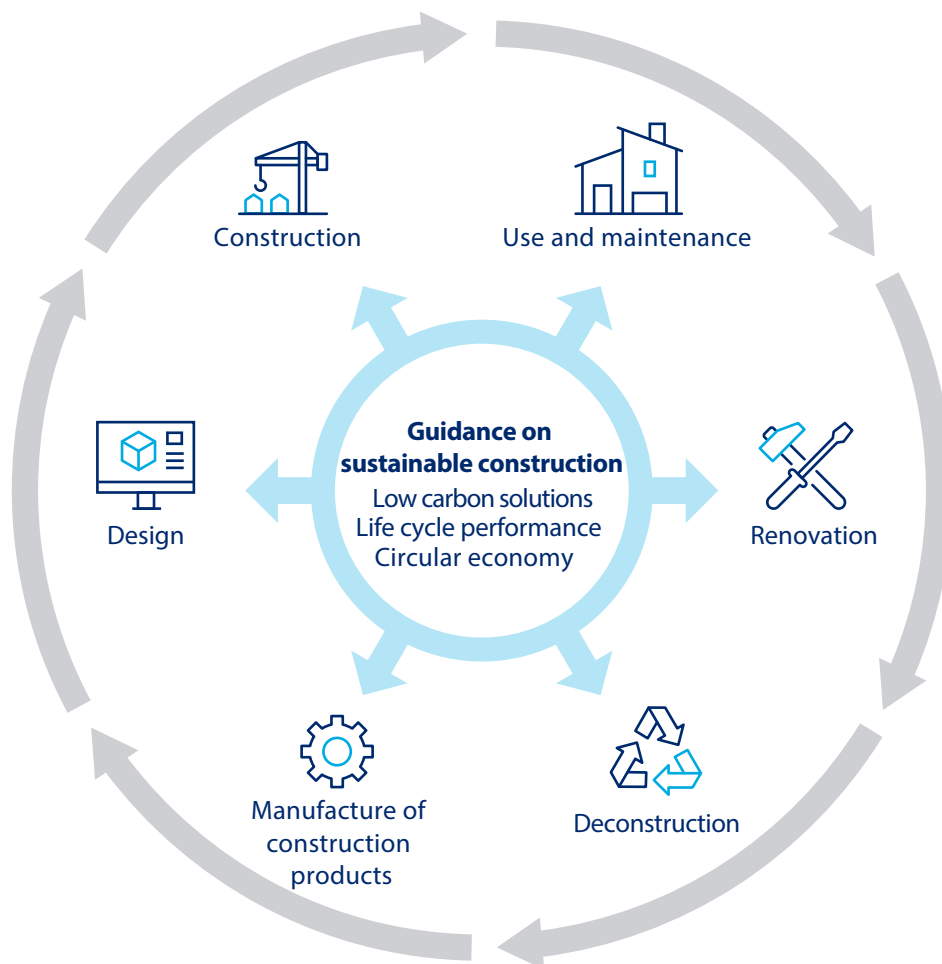 Construction
Use and maintenance
Guidance on
sustainable construction
Low carbon solutions
Life cycle performance
Circular economy
Design
Renovation
Manufacture of
construction
products
Deconstruction